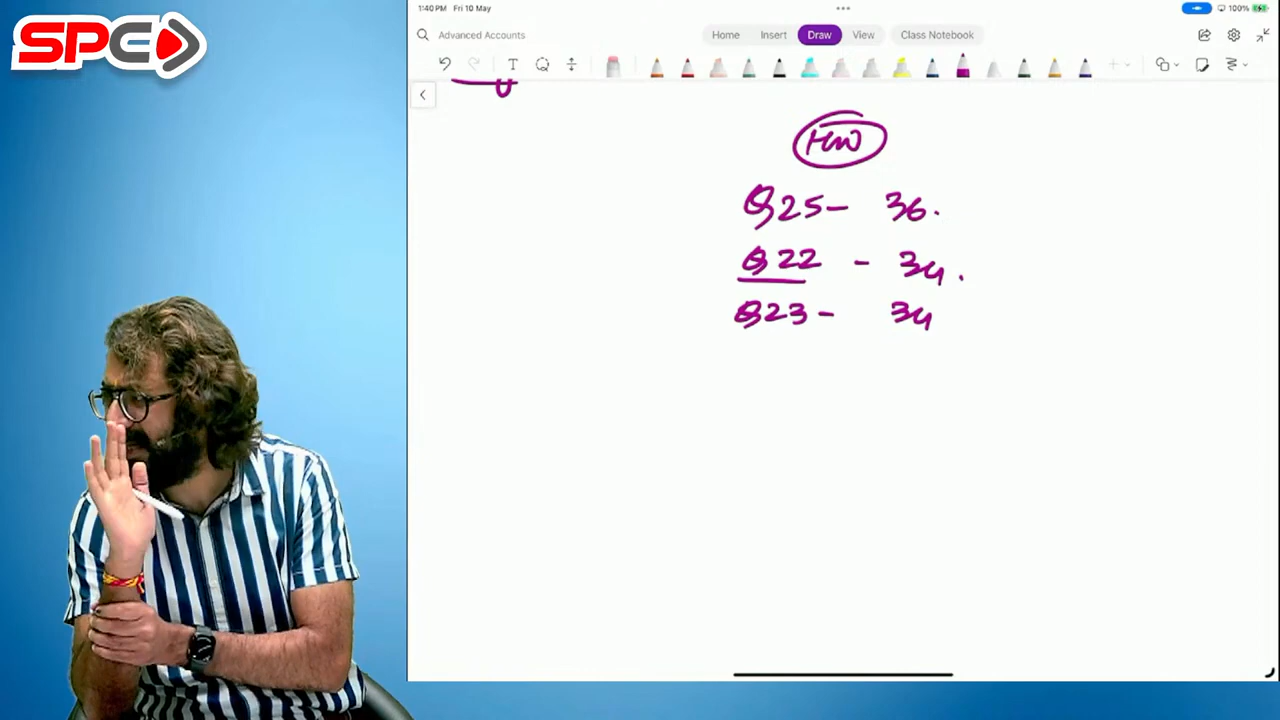 SPC
1:40 PM Fri 10 May
100%
Advanced Accounts
Home Insert Draw View Class Notebook
HW
Q25 - 36.
Q22 - 34.
Q23 - 34